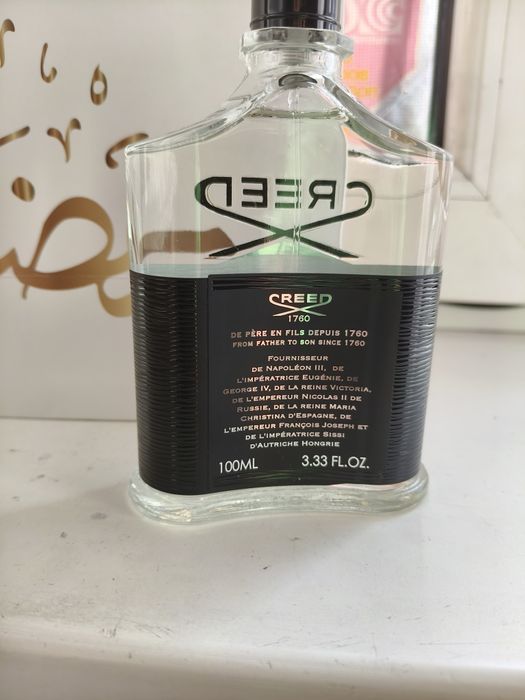 CREED
CREED
1760
DE PÈRE EN FILS DEPUIS 1760
FROM FATHER TO SON SINCE 1760
FOURNISSEUR
DE NAPOLÉON III, DE
L'IMPÉRATRICE EUGÉNIE, DE
GEORGE IV, DE LA REINE VICTORIA,
DE L'EMPEREUR NICOLAS II DE
RUSSIE, DE LA REINE MARIA
CHRISTINA D'ESPAGNE, DE
L'EMPEREUR FRANÇOIS JOSEPH ET
DE L'IMPÉRATRICE SISSI
D'AUTRICHE HONGRIE
100ML 3.33 FL.OZ.